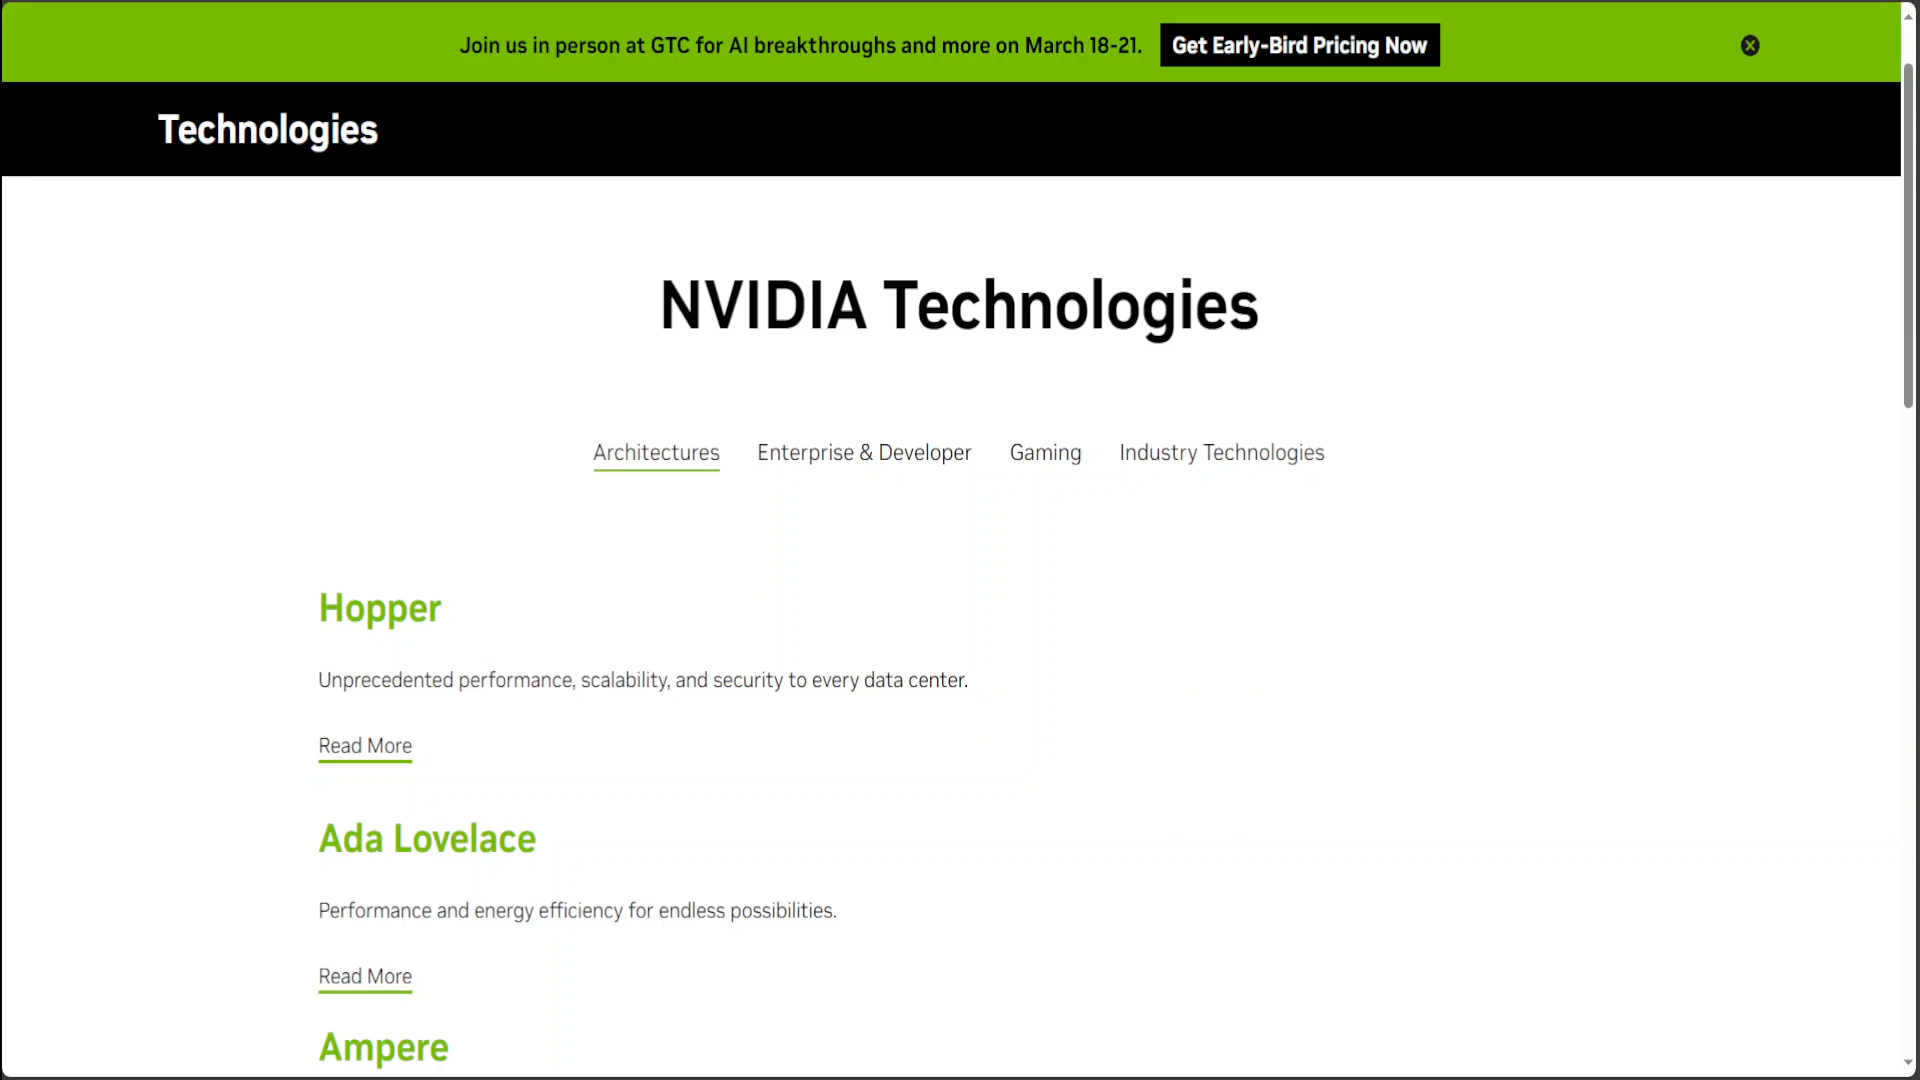 Join us in person at GTC for AI breakthroughs and more on March 18-21. Get Early-Bird Pricing Now
Technologies
NVIDIA Technologies
Architectures Enterprise & Developer Gaming Industry Technologies
Hopper
Unprecedented performance, scalability, and security to every data center.
Read More
Ada Lovelace
Performance and energy efficiency for endless possibilities.
Read More
Ampere